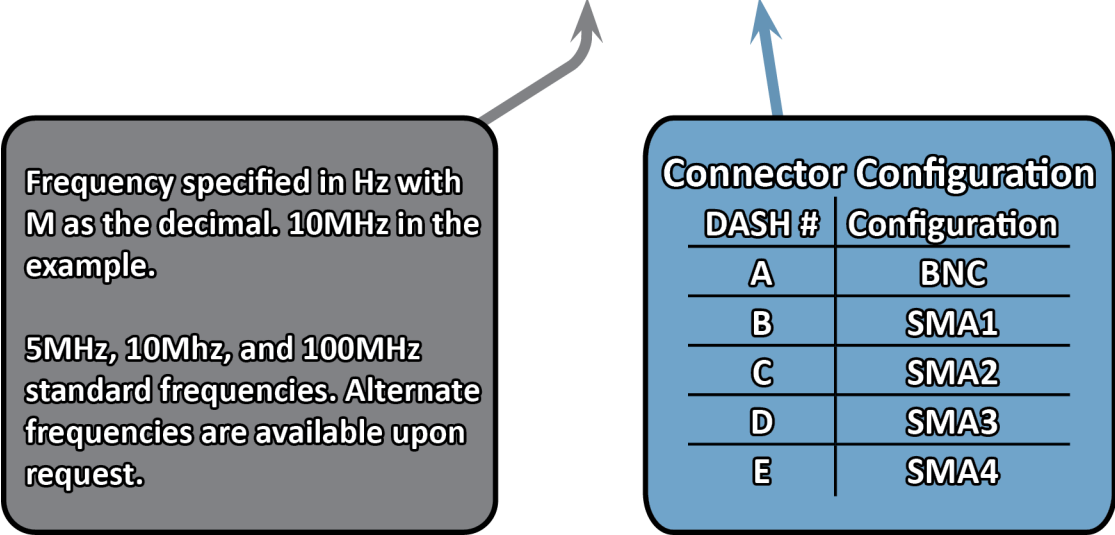 Frequency specified in Hz with
M as the decimal. 10MHz in the
example.
5MHz, 10Mhz, and 100MHz
standard frequencies. Alternate
frequencies are available upon
request.
Connector Configuration
DASH # Configuration
A BNC
B SMA1
C SMA2
D SMA3
E SMA4